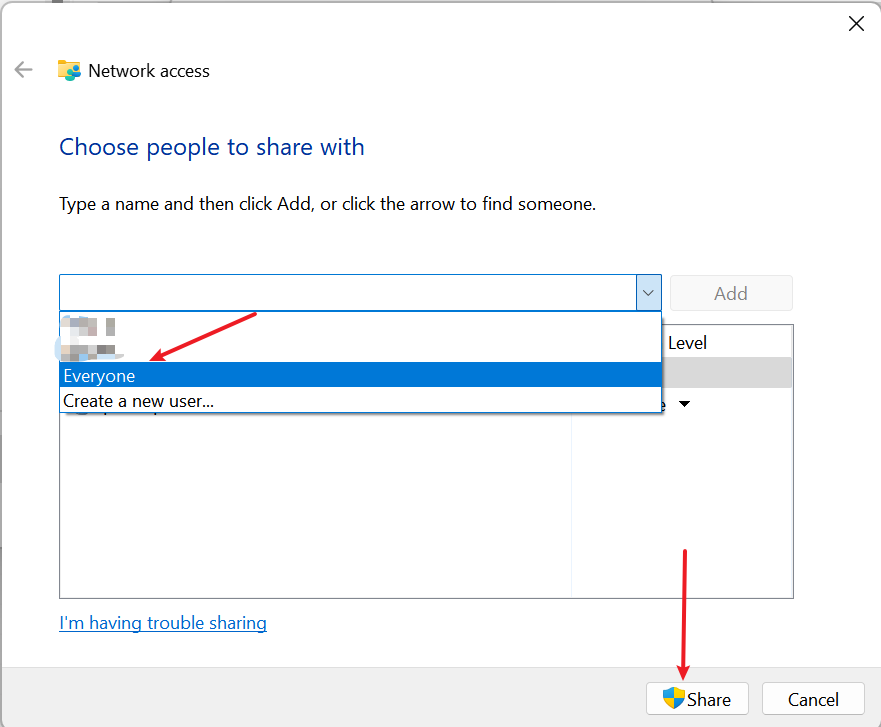 Network access
Choose people to share with
Type a name and then click Add, or click the arrow to find someone.
Add
Level
Everyone
Create a new user...
I'm having trouble sharing
Share
Cancel